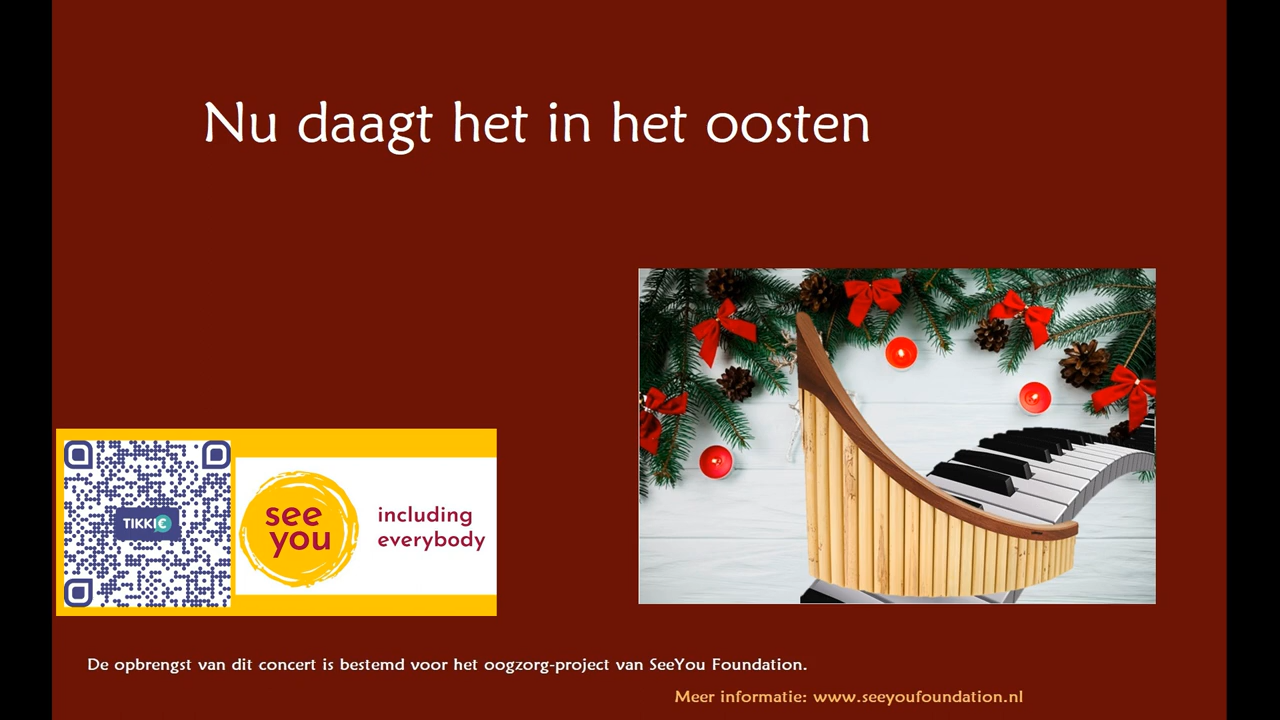 Nu daagt het in het oosten
TIKKIE
see
you
including
everybody
De opbrengst van dit concert is bestemd voor het oogzorg-project van SeeYou Foundation.
Meer informatie: www.seeyoufoundation.nl